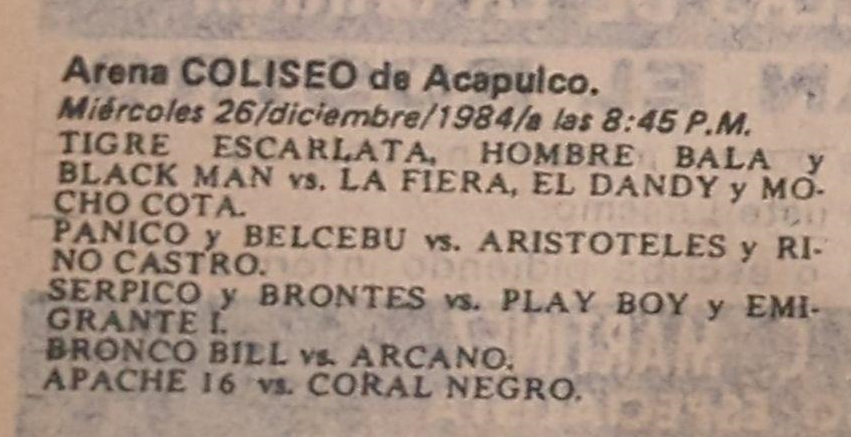 Arena COLISEO de Acapulco.
Miércoles 26/diciembre/1984/a las 8:45 P.M.
TIGRE ESCARLATA, HOMBRE BALA y
BLACK MAN vs. LA FIERA, EL DANDY y MO-
CHO COTA.
PANICO y BELCEBU vs. ARISTOTELES y RI-
NO CASTRO.
SERPICO y BRONTES vs. PLAY BOY y EMI-
GRANTE I.
BRONCO BILL vs. ARCANO.
APACHE 16 vs. CORAL NEGRO.